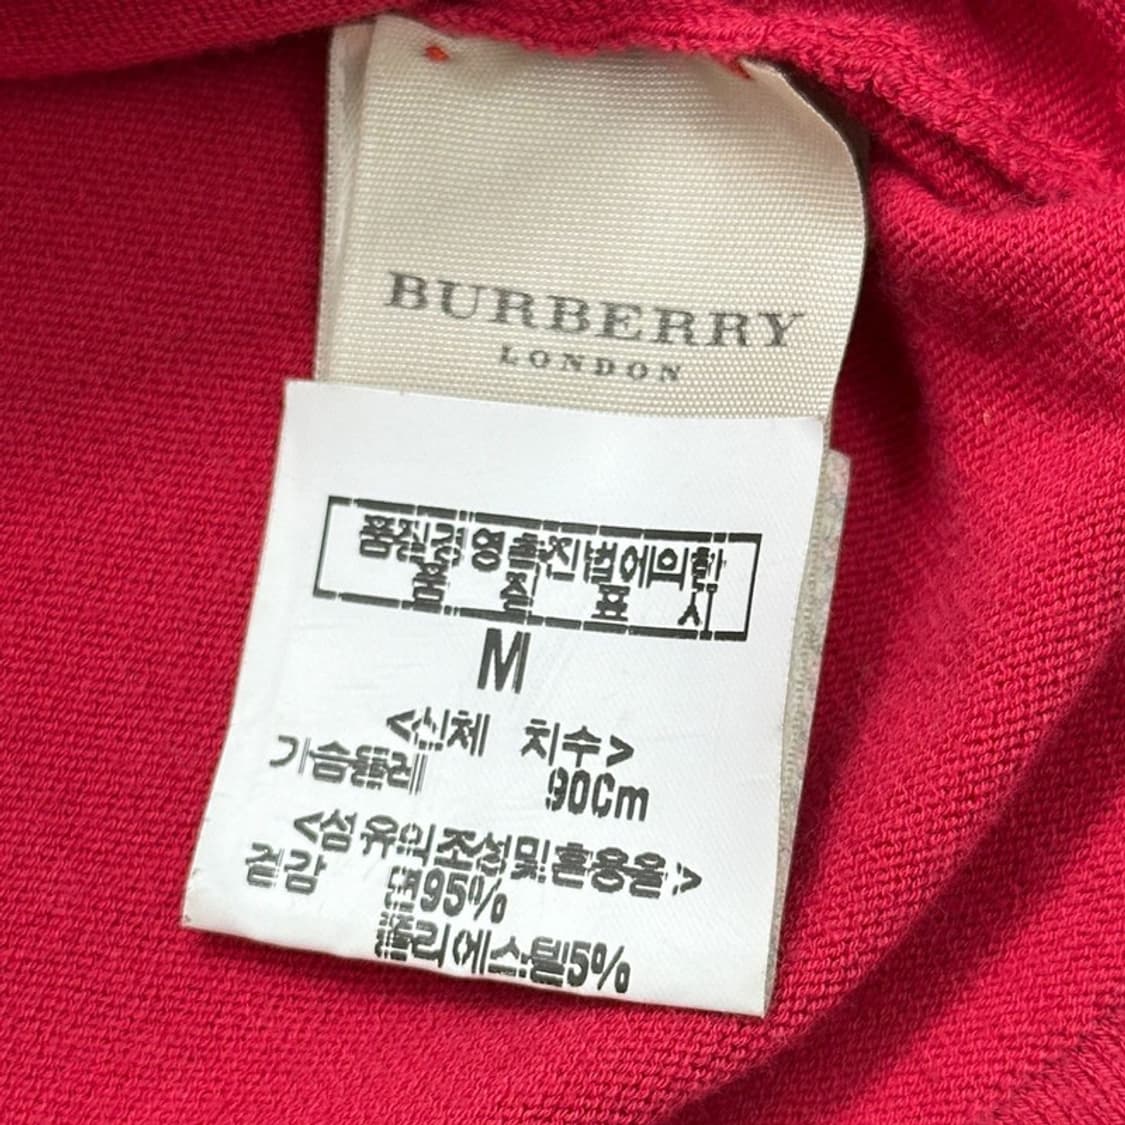 BURBERRY
LONDON
품질경영촉진법에의한
품 질 표 시
M
<신체 치수>
가슴둘레 90Cm
<섬유의조성및혼용율>
겉감 면95%
폴리에스텔5%